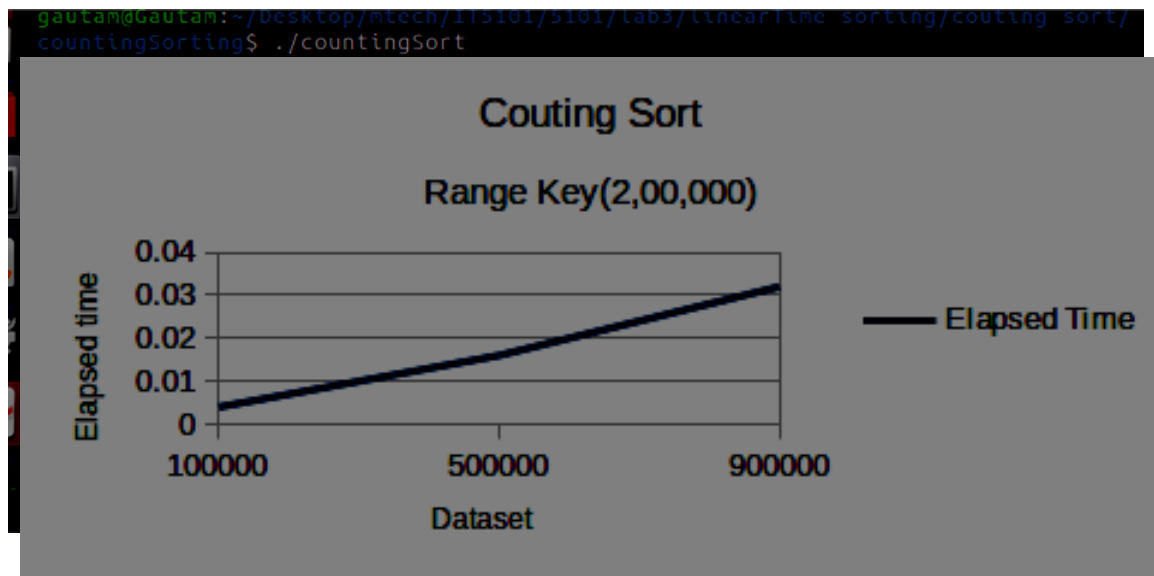 gautam@Gautam:~/Desktop/mtech/IT5101/5101/lab3/linearTime sorting/couting sort/
countingSorting$ ./countingSort
Couting Sort
Range Key(2,00,000)
0.04
0.03
0.02
0.01
0
Elapsed time
100000 500000 900000
Dataset
Elapsed Time